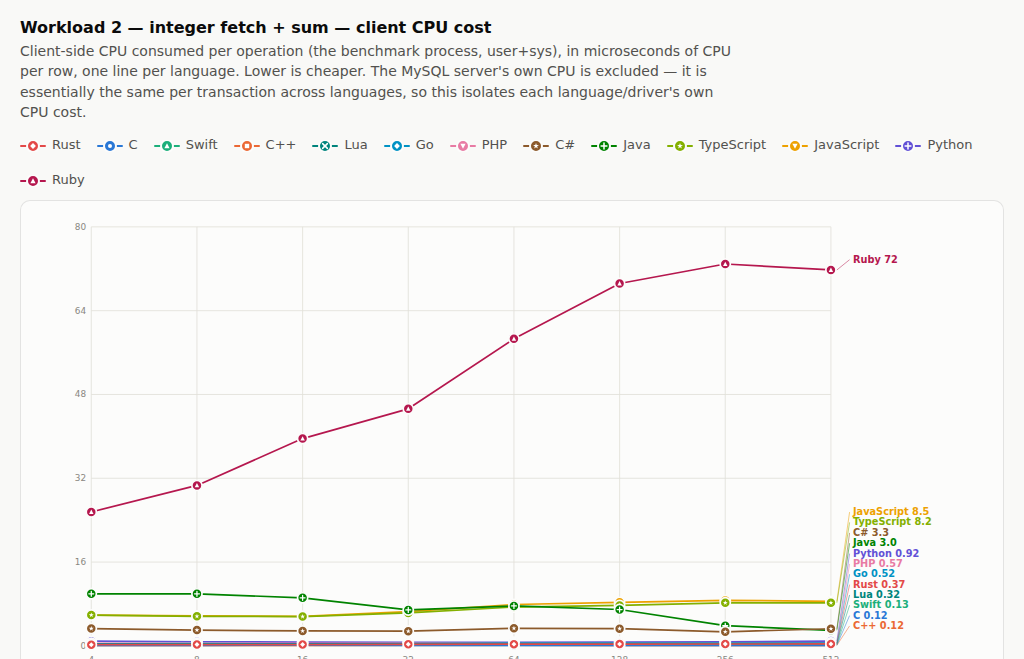 Workload 2 — integer fetch + sum — client CPU cost
Client-side CPU consumed per operation (the benchmark process, user+sys), in microseconds of CPU
per row, one line per language. Lower is cheaper. The MySQL server's own CPU is excluded — it is
essentially the same per transaction across languages, so this isolates each language/driver's own
CPU cost.
Rust C Swift C++ Lua Go PHP C# Java TypeScript JavaScript Python
Ruby
80
Ruby 72
64
48
32
JavaScript 8.5
TypeScript 8.2
C# 3.3
Java 3.0
Python 0.92
16
PHP 0.57
Go 0.52
Rust 0.37
Lua 0.32
Swift 0.13
C 0.12
C++ 0.12
0